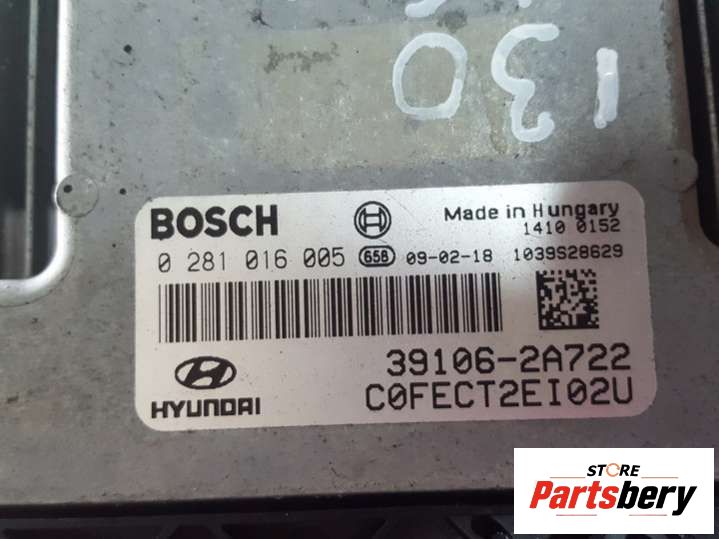 i30
BOSCH
Made in Hungary
1410 0152
0 281 016 005 656 09-02-18 1039S28629
39106-2A722
HYUNDAI
C0FECT2EI02U
STORE
Partsbery